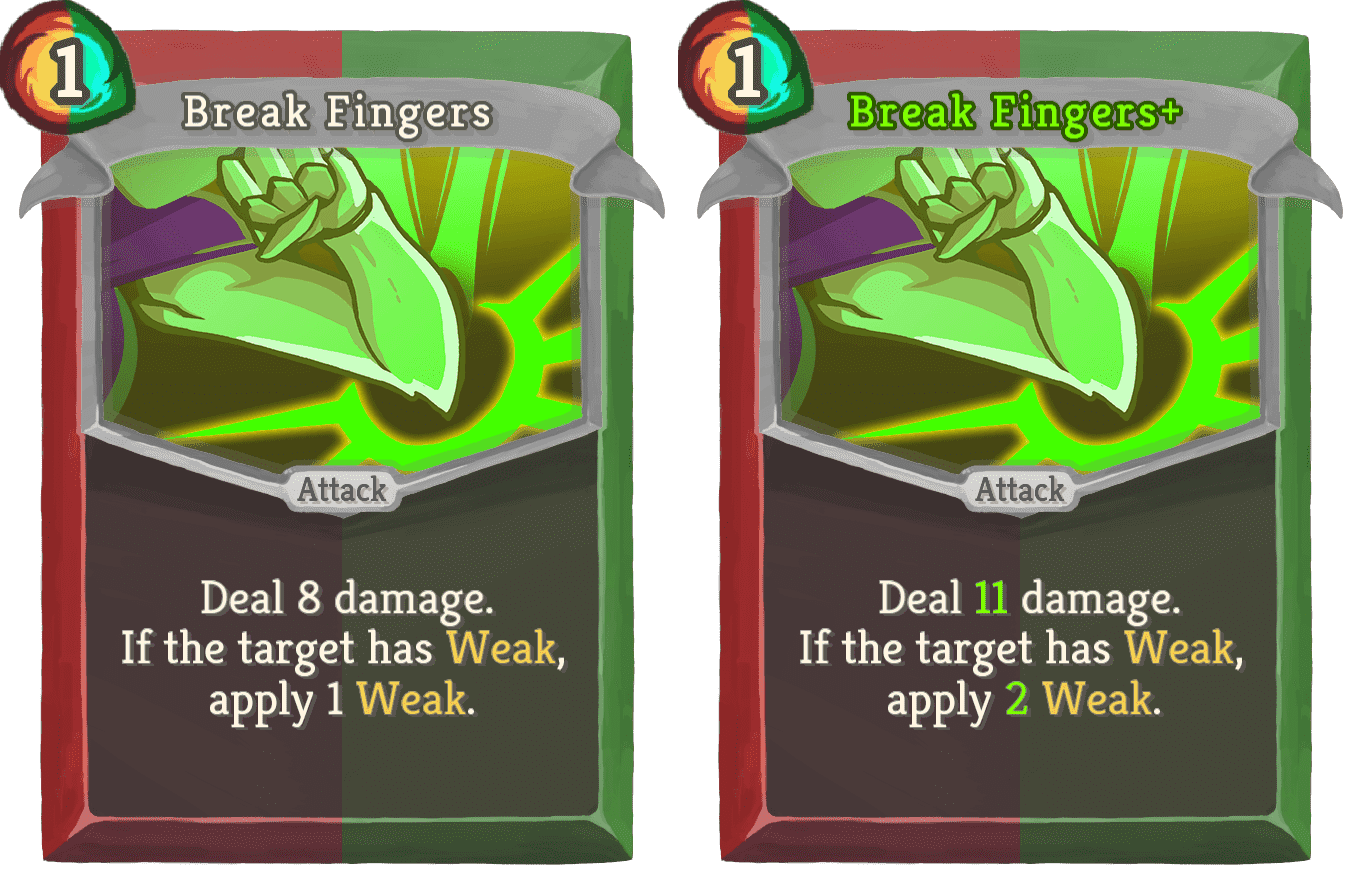 1
Break Fingers
Attack
Deal 8 damage.
If the target has Weak,
apply 1 Weak.
1
Break Fingers+
Attack
Deal 11 damage.
If the target has Weak,
apply 2 Weak.